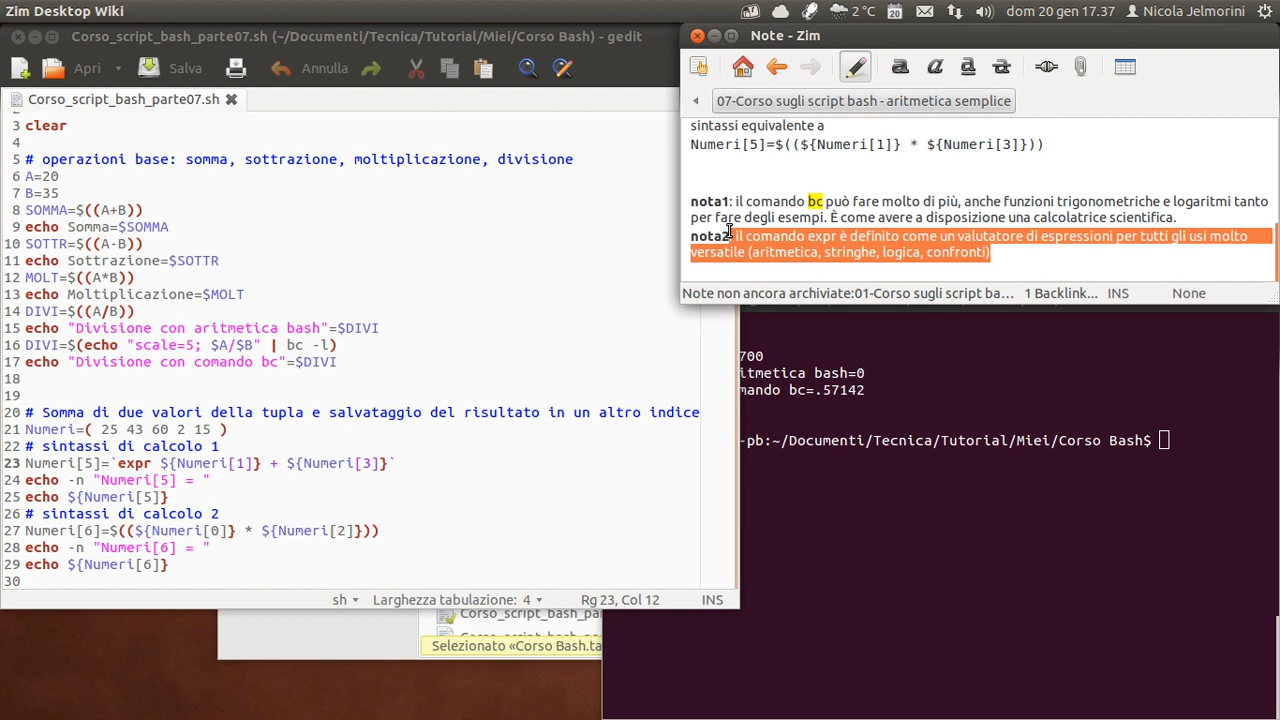 Zim Desktop Wiki
2 °C
dom 20 gen 17.37
Nicola Jelmorini
Corso_script_bash_parte07.sh (~/Documenti/Tecnica/Tutorial/Miei/Corso Bash) - gedit
Apri
Salva
Annulla
Corso_script_bash_parte07.sh
3 clear
4
5 # operazioni base: somma, sottrazione, moltiplicazione, divisione
6 A=20
7 B=35
8 SOMMA=$((A+B))
9 echo Somma=$SOMMA
10 SOTTR=$((A-B))
11 echo Sottrazione=$SOTTR
12 MOLT=$((A*B))
13 echo Moltiplicazione=$MOLT
14 DIVI=$((A/B))
15 echo "Divisione con aritmetica bash"=$DIVI
16 DIVI=$(echo "scale=5; $A/$B" | bc -l)
17 echo "Divisione con comando bc"=$DIVI
18
19
20 # Somma di due valori della tupla e salvataggio del risultato in un altro indice
21 Numeri=( 25 43 60 2 15 )
22 # sintassi di calcolo 1
23 Numeri[5]=`expr ${Numeri[1]} + ${Numeri[3]}`
24 echo -n "Numeri[5] = "
25 echo ${Numeri[5]}
26 # sintassi di calcolo 2
27 Numeri[6]=$((${Numeri[0]} * ${Numeri[2]}))
28 echo -n "Numeri[6] = "
29 echo ${Numeri[6]}
30
sh
Larghezza tabulazione: 4
Rg 23, Col 12
INS
Note - Zim
07-Corso sugli script bash - aritmetica semplice
sintassi equivalente a
Numeri[5]=$((${Numeri[1]} * ${Numeri[3]}))
nota1: il comando bc può fare molto di più, anche funzioni trigonometriche e logaritmi tanto
per fare degli esempi. È come avere a disposizione una calcolatrice scientifica.
nota2: il comando expr è definito come un valutatore di espressioni per tutti gli usi molto
versatile (aritmetica, stringhe, logica, confronti)
Note non ancora archiviate:01-Corso sugli script ba...
1 Backlink...
INS
None
700
itmetica bash=0
mando bc=.57142
-pb:~/Documenti/Tecnica/Tutorial/Miei/Corso Bash$
Corso_script_bash_pa
Selezionato «Corso Bash.ta